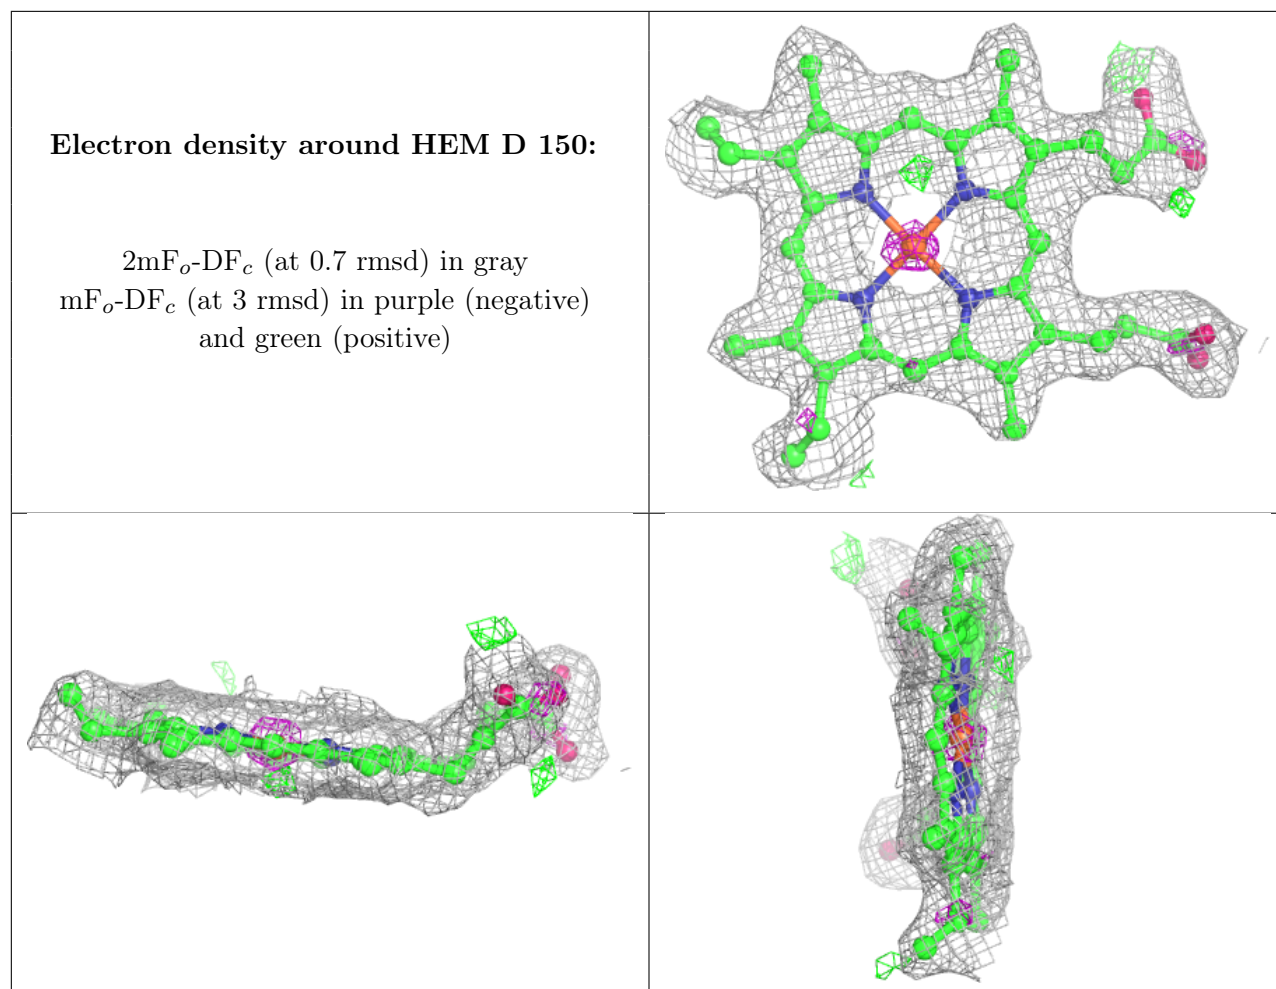 Electron density around HEM D 150:
2mFo-DFc (at 0.7 rmsd) in gray
mFo-DFc (at 3 rmsd) in purple (negative)
and green (positive)